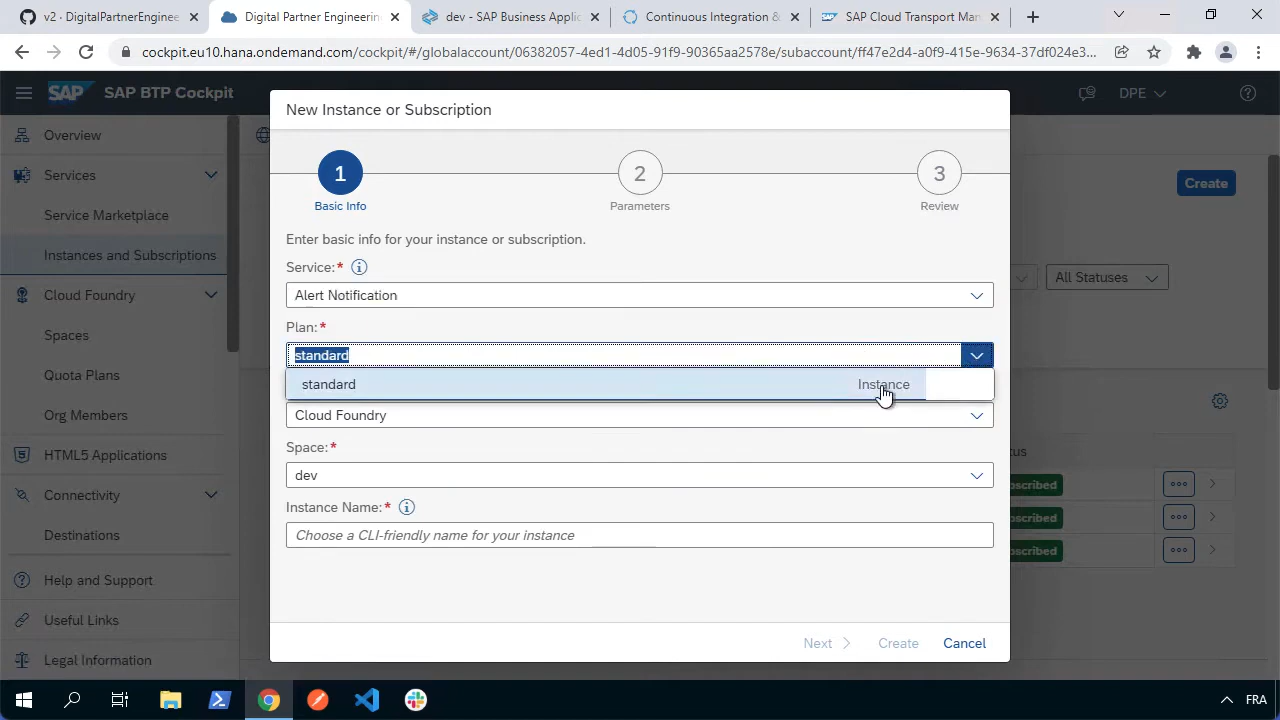 v2 · DigitalPartnerEnginee
Digital Partner Engineerin
dev - SAP Business Applic
Continuous Integration &
SAP Cloud Transport Man
cockpit.eu10.hana.ondemand.com/cockpit/#/globalaccount/06382057-4ed1-4d05-91f9-90365aa2578e/subaccount/ff47e2d4-a0f9-415e-9634-37df024e3...
SAP
SAP BTP Cockpit
DPE
Overview
Services
Service Marketplace
Instances and Subscriptions
Cloud Foundry
Spaces
Quota Plans
Org Members
HTML5 Applications
Connectivity
Destinations
Help and Support
Useful Links
Legal Information
New Instance or Subscription
1
2
3
Basic Info
Parameters
Review
Enter basic info for your instance or subscription.
Service:*
Alert Notification
Plan:*
standard
standard Instance
Cloud Foundry
Space:*
dev
Instance Name:*
Choose a CLI-friendly name for your instance
Next
Create
Cancel
Create
All Statuses
tus
bscribed
bscribed
bscribed
FRA